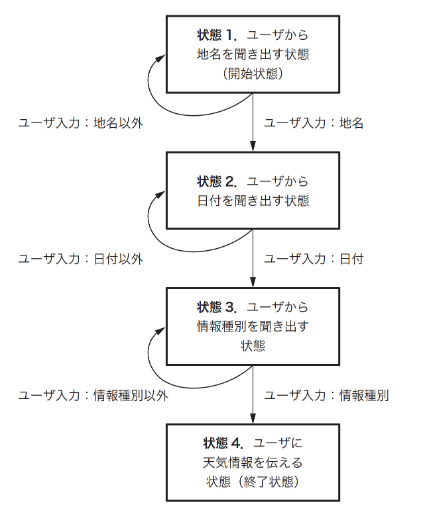 状態 1．ユーザから
地名を聞き出す状態
（開始状態）
ユーザ入力：地名以外
ユーザ入力：地名
状態 2．ユーザから
日付を聞き出す状態
ユーザ入力：日付以外
ユーザ入力：日付
状態 3．ユーザから
情報種別を聞き出す
状態
ユーザ入力：情報種別以外
ユーザ入力：情報種別
状態 4．ユーザに
天気情報を伝える
状態（終了状態）